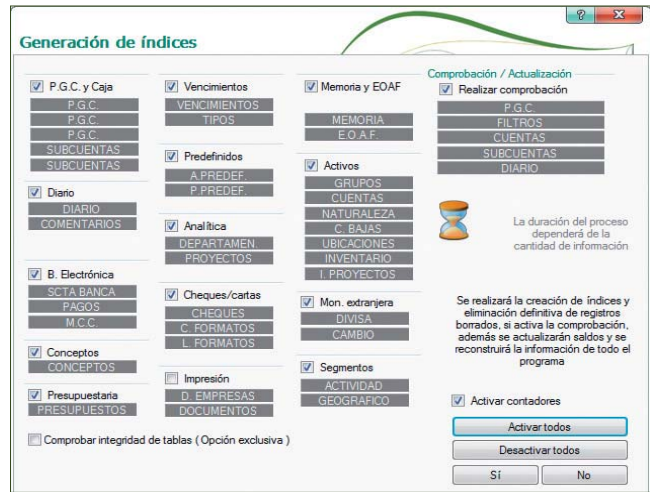 Generación de índices
P.G.C. y Caja
P.G.C.
P.G.C.
P.G.C.
SUBCUENTAS
SUBCUENTAS
Diario
DIARIO
COMENTARIOS
B. Electrónica
SCTA BANCA
PAGOS
M.C.C.
Conceptos
CONCEPTOS
Presupuestaria
PRESUPUESTOS
Vencimientos
VENCIMIENTOS
TIPOS
Predefinidos
A.PREDEF.
P.PREDEF.
Analítica
DEPARTAMEN.
PROYECTOS
Cheques/cartas
CHEQUES
C. FORMATOS
L. FORMATOS
Impresión
D. EMPRESAS
DOCUMENTOS
Memoria y EOAF
MEMORIA
E.O.A.F.
Activos
GRUPOS
CUENTAS
NATURALEZA
C. BAJAS
UBICACIONES
INVENTARIO
I. PROYECTOS
Mon. extranjera
DIVISA
CAMBIO
Segmentos
ACTIVIDAD
GEOGRAFICO
Comprobación / Actualización
Realizar comprobación
P.G.C.
FILTROS
CUENTAS
SUBCUENTAS
DIARIO
La duración del proceso
dependerá de la
cantidad de información
Se realizará la creación de índices y
eliminación definitiva de registros
borrados, si activa la comprobación,
además se actualizarán saldos y se
reconstruirá la información de todo el
programa
Activar contadores
Activar todos
Desactivar todos
Sí
No
Comprobar integridad de tablas ( Opción exclusiva )